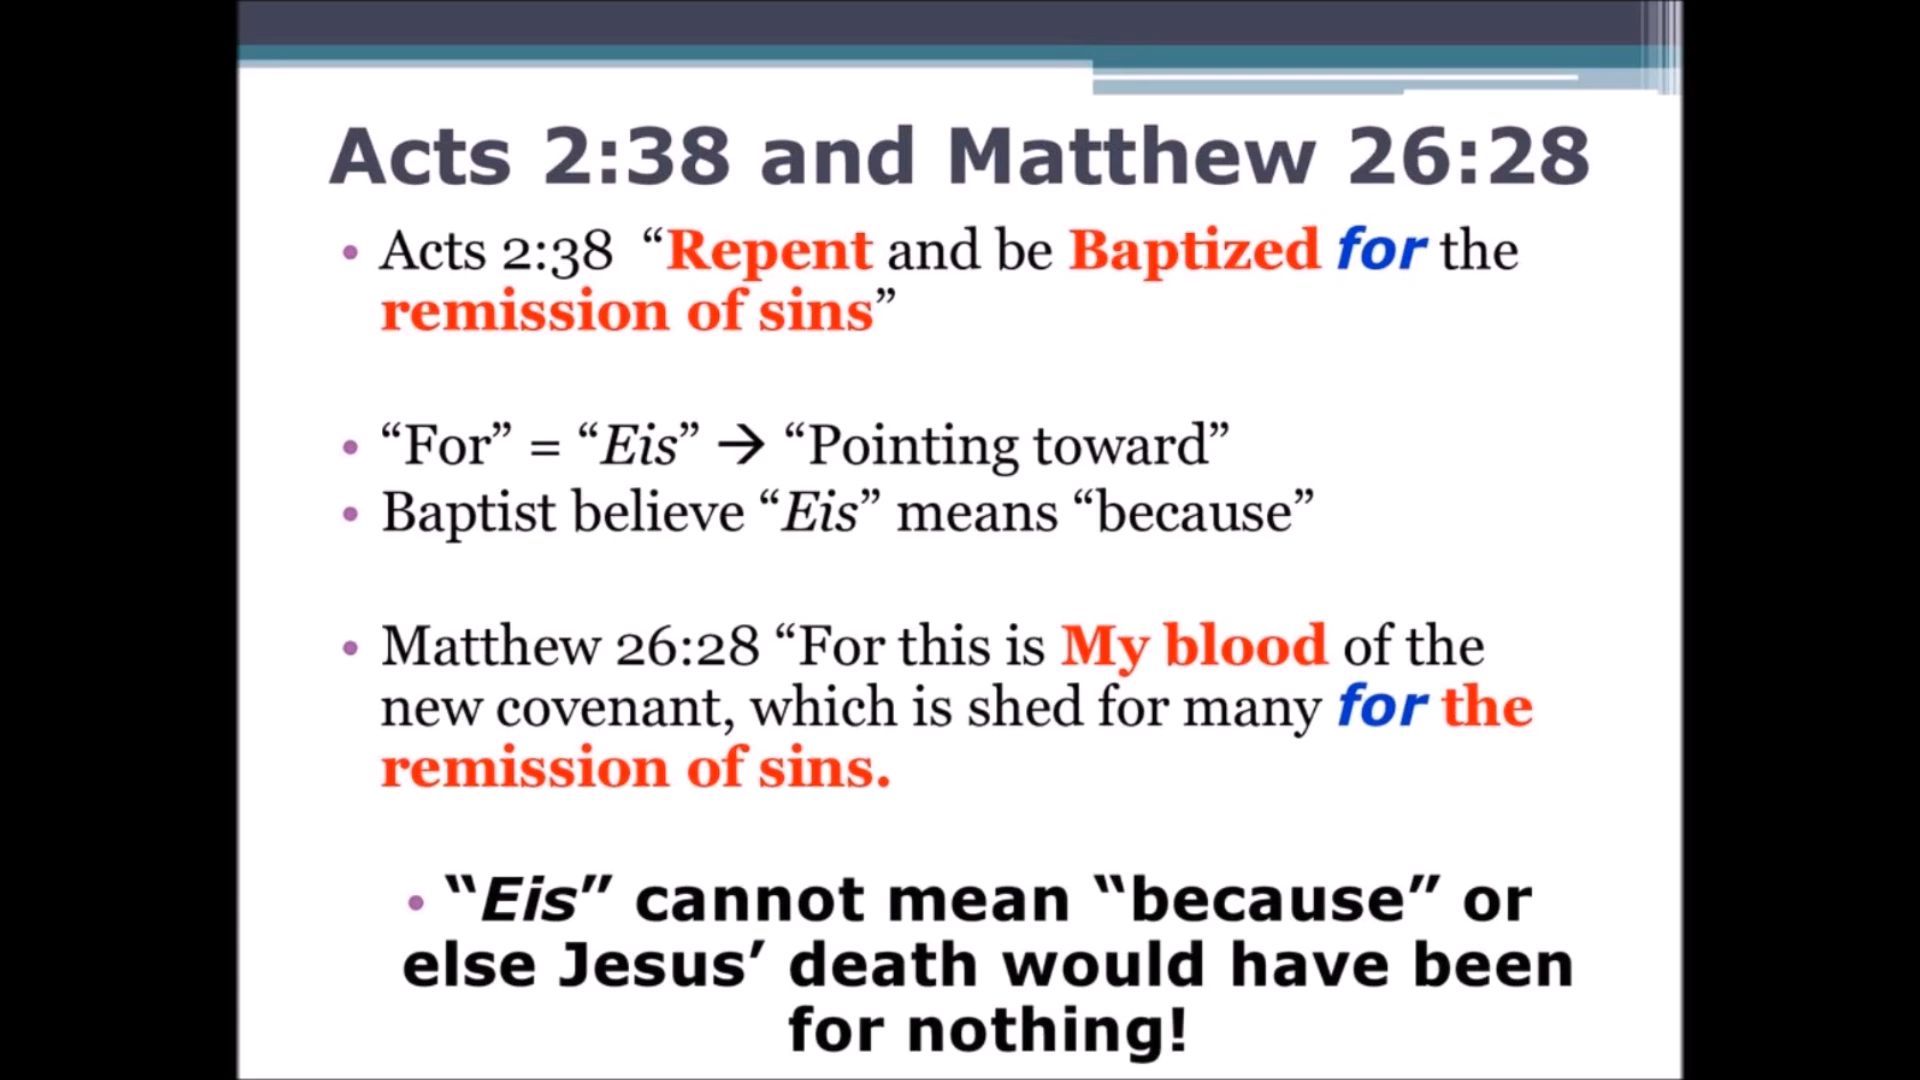 Acts 2:38 and Matthew 26:28
• Acts 2:38 “Repent and be Baptized for the
remission of sins”
• “For” = “Eis” → “Pointing toward”
• Baptist believe “Eis” means “because”
• Matthew 26:28 “For this is My blood of the
new covenant, which is shed for many for the
remission of sins.
• “Eis” cannot mean “because” or
else Jesus’ death would have been
for nothing!